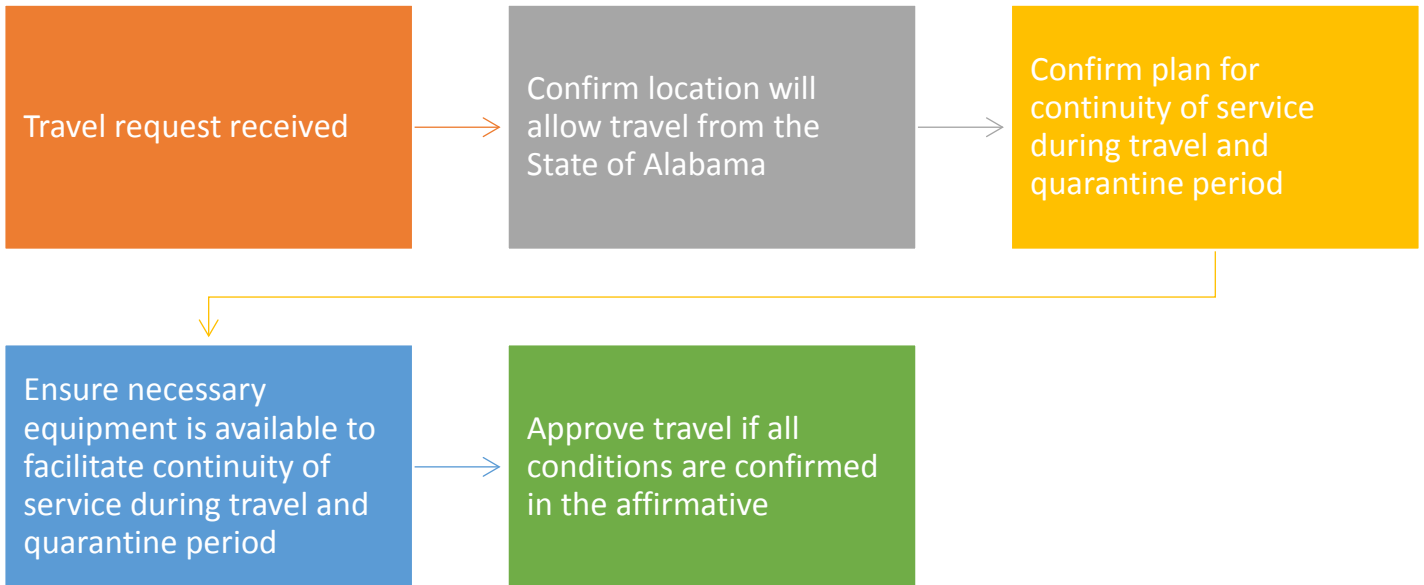 Travel request received
Confirm location will
allow travel from the
State of Alabama
Confirm plan for
continuity of service
during travel and
quarantine period
Ensure necessary
equipment is available to
facilitate continuity of
service during travel and
quarantine period
Approve travel if all
conditions are confirmed
in the affirmative